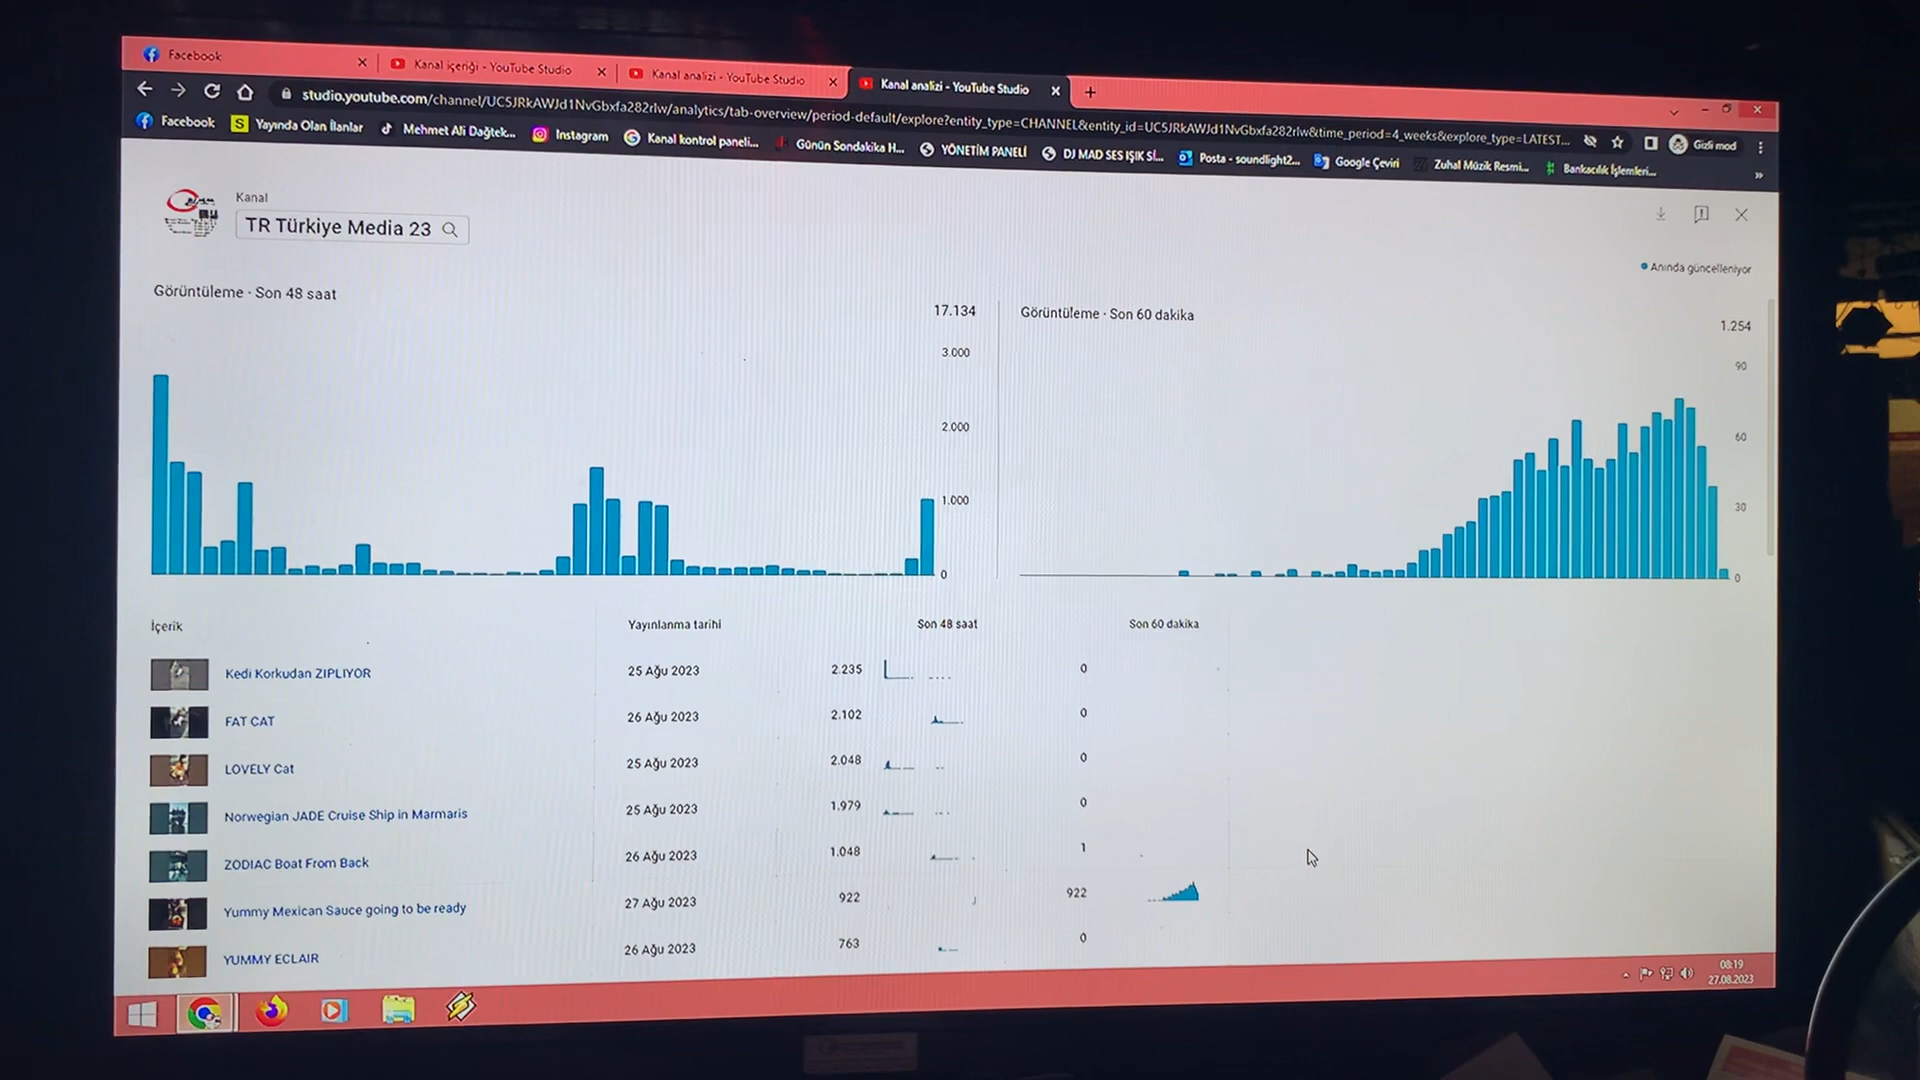 Facebook
Kanal içeriği - YouTube Studio
Kanal analizi - YouTube Studio
Kanal analizi - YouTube Studio
studio.youtube.com/channel/UC5JRkAWJd1NvGbxfa282rlw/analytics/tab-overview/period-default/explore?entity_type=CHANNEL&entity_id=UC5JRkAWJd1NvGbxfa282rlw&time_period=4_weeks&explore_type=LATEST...
Gizli mod
Facebook
Yayında Olan İlanlar
Mehmet Ali Dağtek...
Instagram
Kanal kontrol paneli...
Günün Sondakika H...
YÖNETİM PANELİ
DJ MAD SES IŞIK Sİ...
Posta - soundlight2...
Google Çeviri
Zuhal Müzik Resmi...
Bankacılık İşlemleri...
Kanal
TR Türkiye Media 23
Anında güncelleniyor
Görüntüleme · Son 48 saat
17.134
3.000
2.000
1.000
0
Görüntüleme · Son 60 dakika
1.254
90
60
30
0
İçerik Yayınlanma tarihi Son 48 saat Son 60 dakika
Kedi Korkudan ZIPLIYOR 25 Ağu 2023 2.235 0
FAT CAT 26 Ağu 2023 2.102 0
LOVELY Cat 25 Ağu 2023 2.048 0
Norwegian JADE Cruise Ship in Marmaris 25 Ağu 2023 1.979 0
ZODIAC Boat From Back 26 Ağu 2023 1.048 1
Yummy Mexican Sauce going to be ready 27 Ağu 2023 922 922
YUMMY ECLAIR 26 Ağu 2023 763 0
08:19
27.08.2023